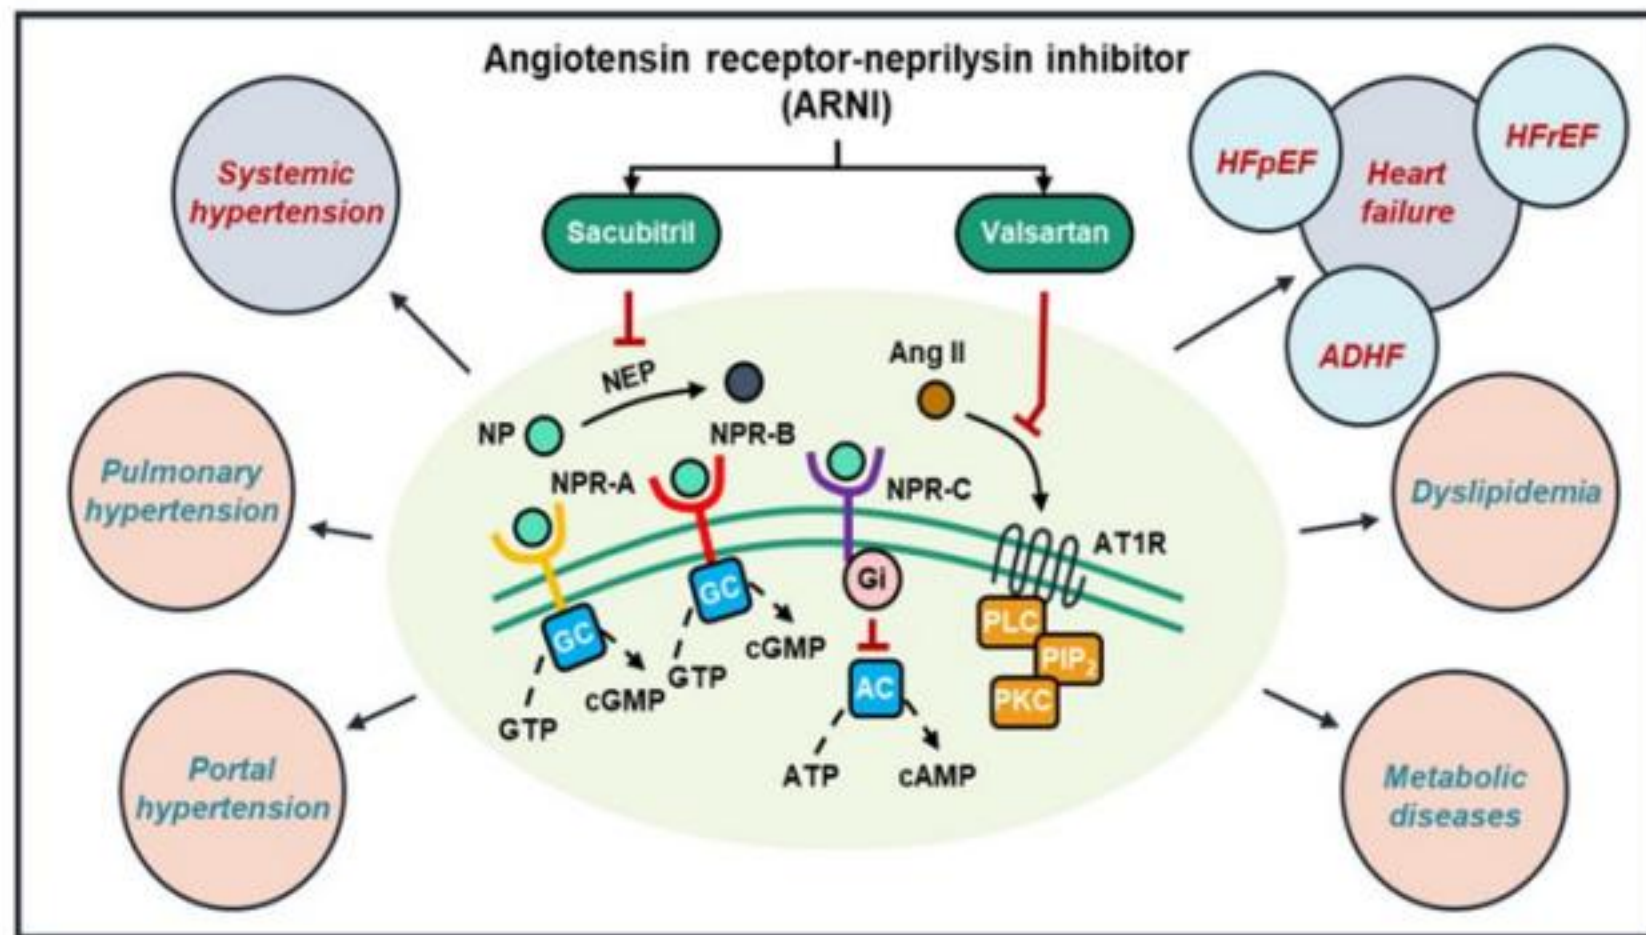 Angiotensin receptor-neprilysin inhibitor
(ARNI)
Systemic
hypertension
Sacubitril
Valsartan
HFpEF
Heart
failure
HFrEF
ADHF
NEP
Ang II
NP
NPR-B
NPR-A
NPR-C
AT1R
Pulmonary
hypertension
Dyslipidemia
Gi
GC
GC
PLC
PIP₂
PKC
cGMP
GTP
cGMP
GTP
AC
ATP
cAMP
Portal
hypertension
Metabolic
diseases